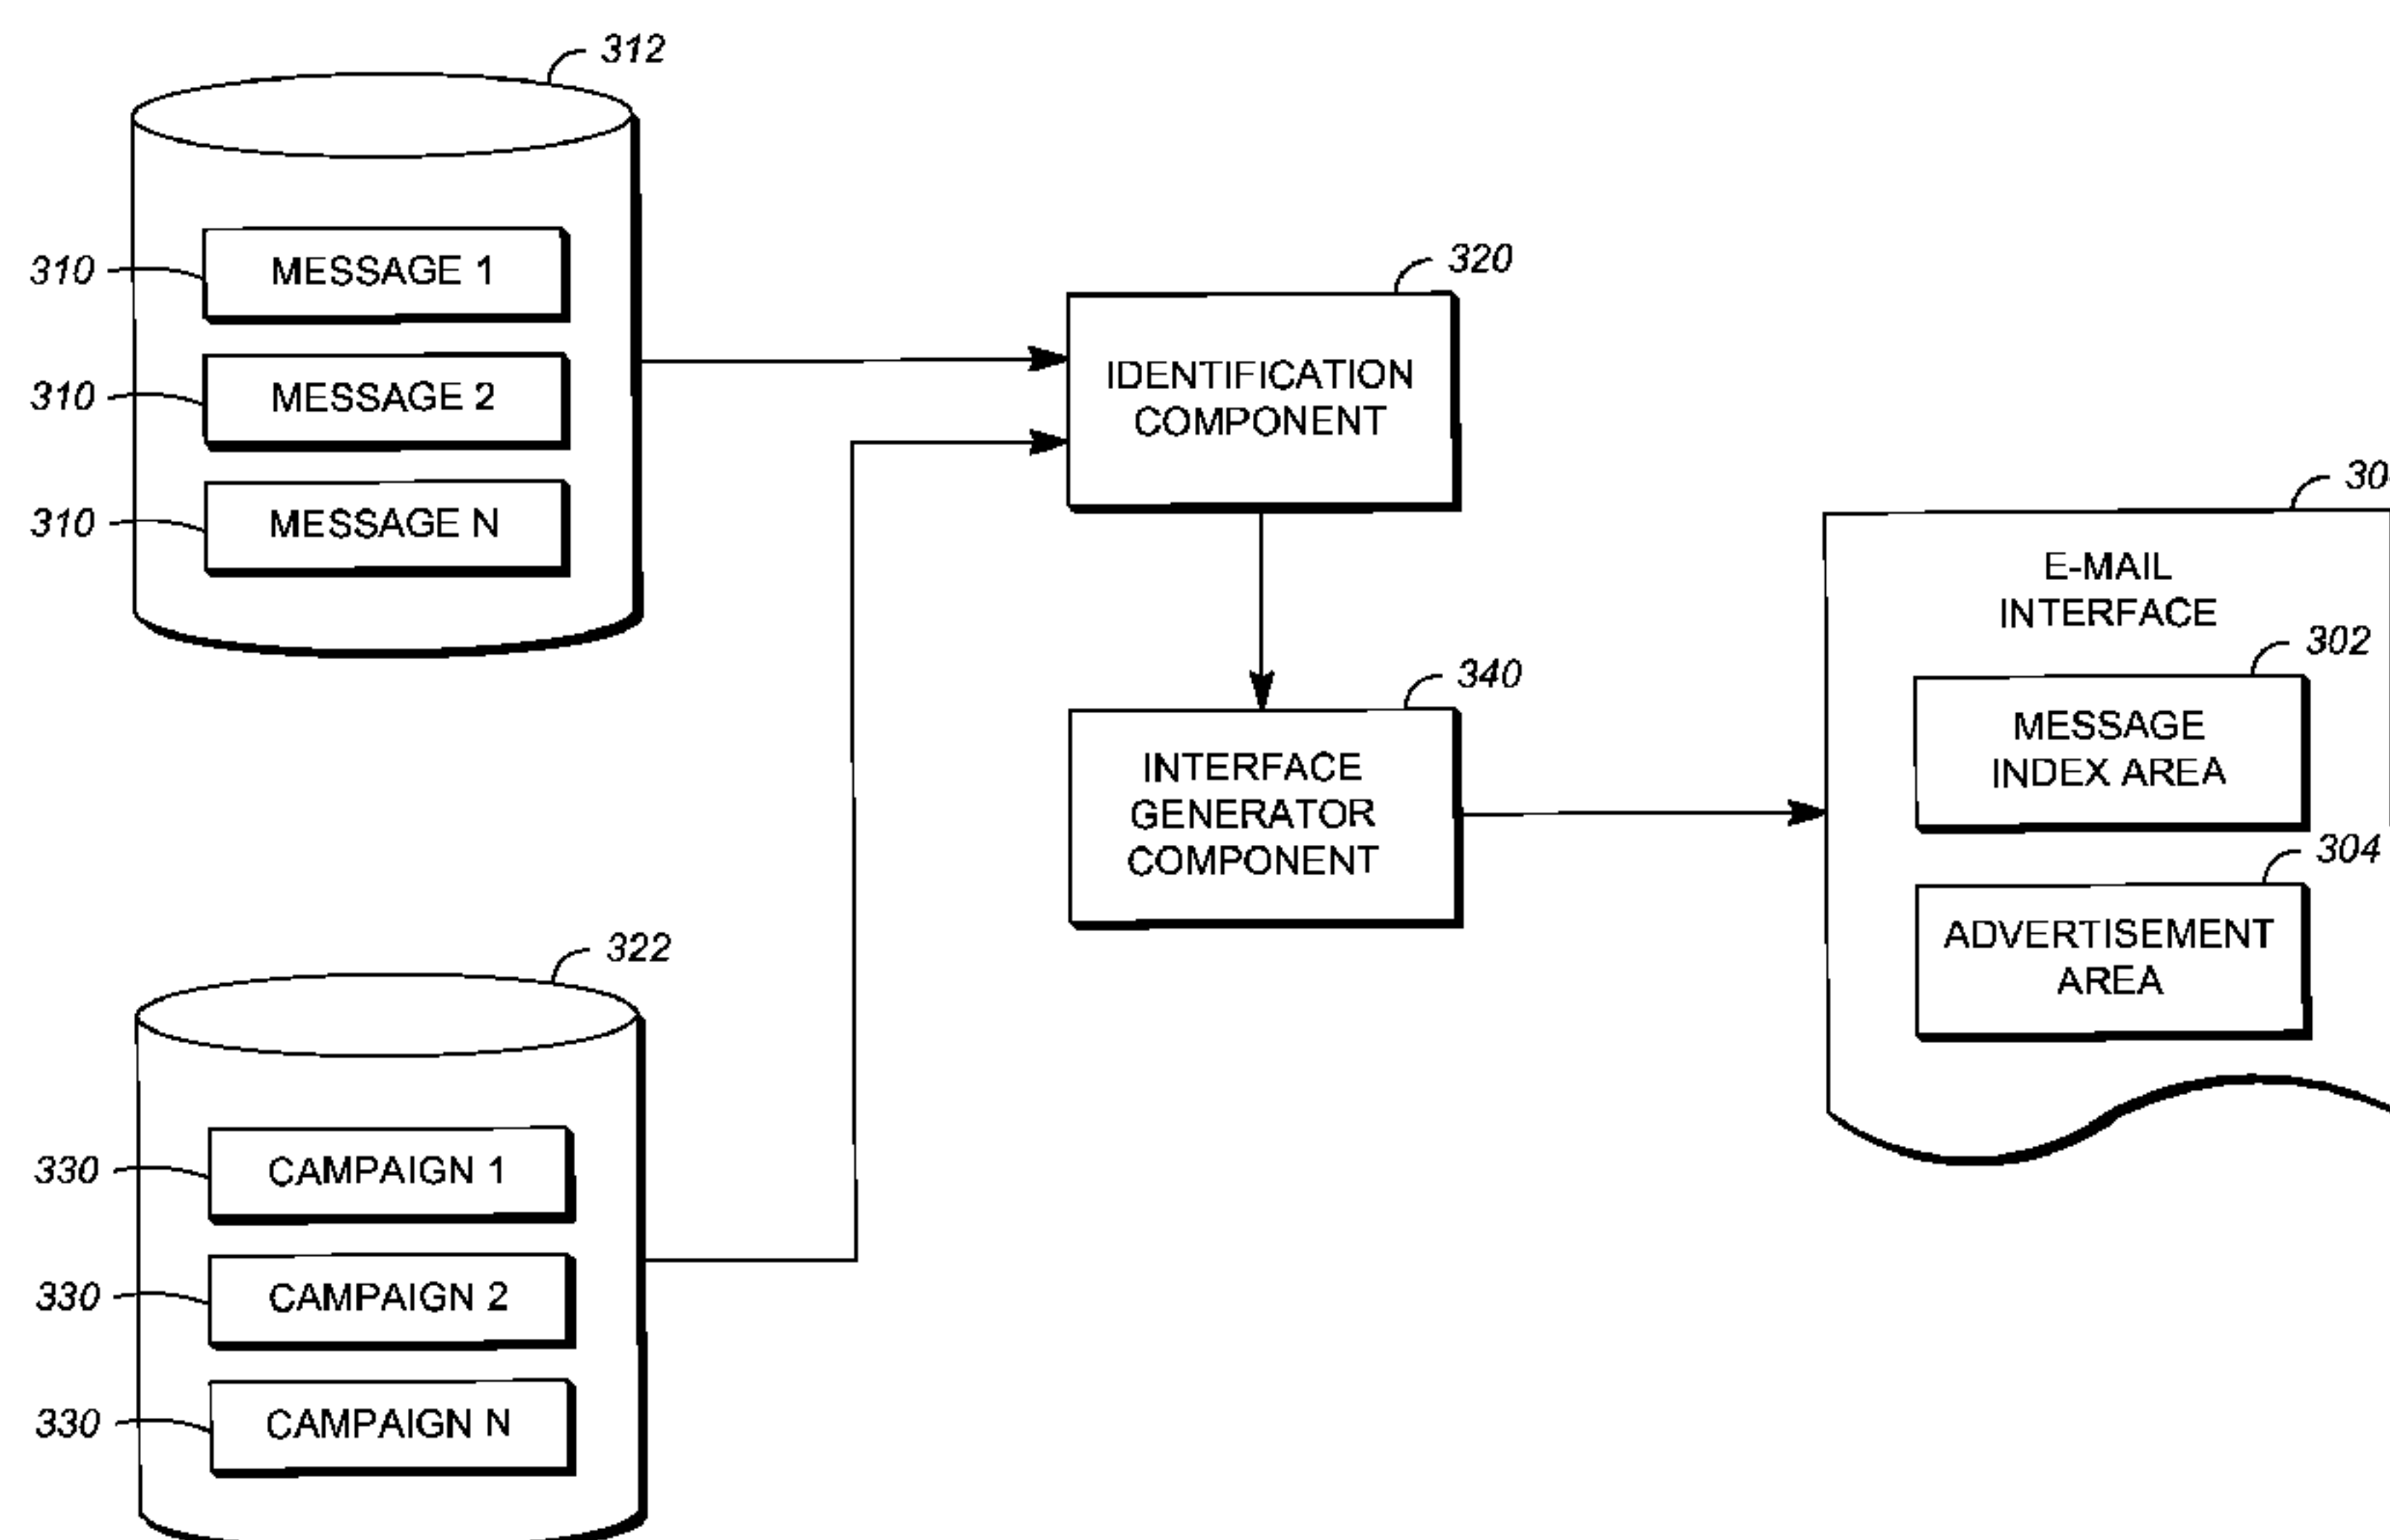 312
310
MESSAGE 1
310
MESSAGE 2
310
MESSAGE N
320
IDENTIFICATION
COMPONENT
340
INTERFACE
GENERATOR
COMPONENT
E-MAIL
INTERFACE
302
MESSAGE
INDEX AREA
304
ADVERTISEMENT
AREA
322
330
CAMPAIGN 1
330
CAMPAIGN 2
330
CAMPAIGN N